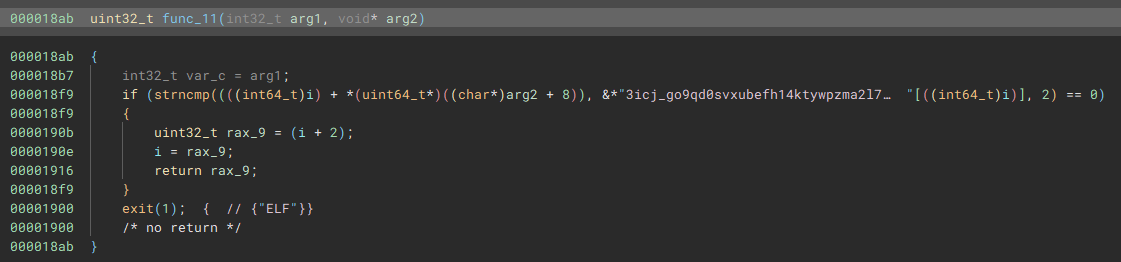 000018ab uint32_t func_11(int32_t arg1, void* arg2)
000018ab {
000018b7 int32_t var_c = arg1;
000018f9 if (strncmp((((int64_t)i) + *(uint64_t*)((char*)arg2 + 8)), &*"3icj_go9qd0svxubefh14ktywpzma2l7… "[((int64_t)i)], 2) == 0)
000018f9 {
0000190b uint32_t rax_9 = (i + 2);
0000190e i = rax_9;
00001916 return rax_9;
000018f9 }
00001900 exit(1); { // {"ELF"}}
00001900 /* no return */
000018ab }